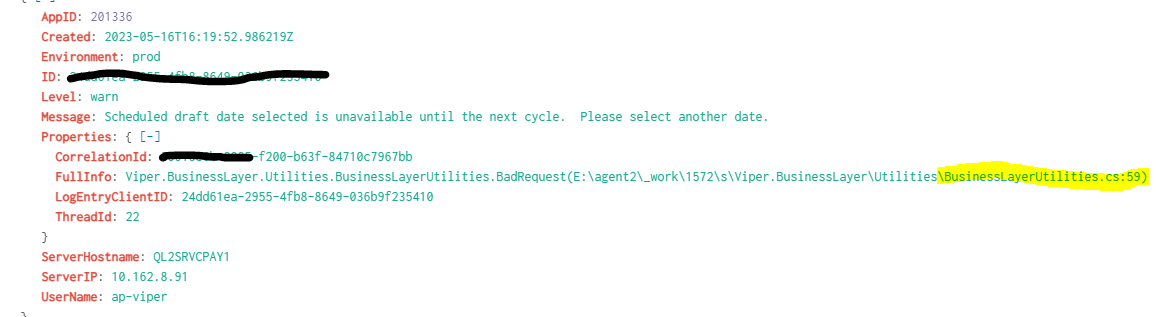 { [-]
AppID: 201336
Created: 2023-05-16T16:19:52.986219Z
Environment: prod
ID:
Level: warn
Message: Scheduled draft date selected is unavailable until the next cycle.  Please select another date.
Properties: { [-]
CorrelationId: -f200-b63f-84710c7967bb
FullInfo: Viper.BusinessLayer.Utilities.BusinessLayerUtilities.BadRequest(E:\agent2\_work\1572\s\Viper.BusinessLayer\Utilities\BusinessLayerUtilities.cs:59)
LogEntryClientID: 24dd61ea-2955-4fb8-8649-036b9f235410
ThreadId: 22
}
ServerHostname: QL2SRVCPAY1
ServerIP: 10.162.8.91
UserName: ap-viper
}